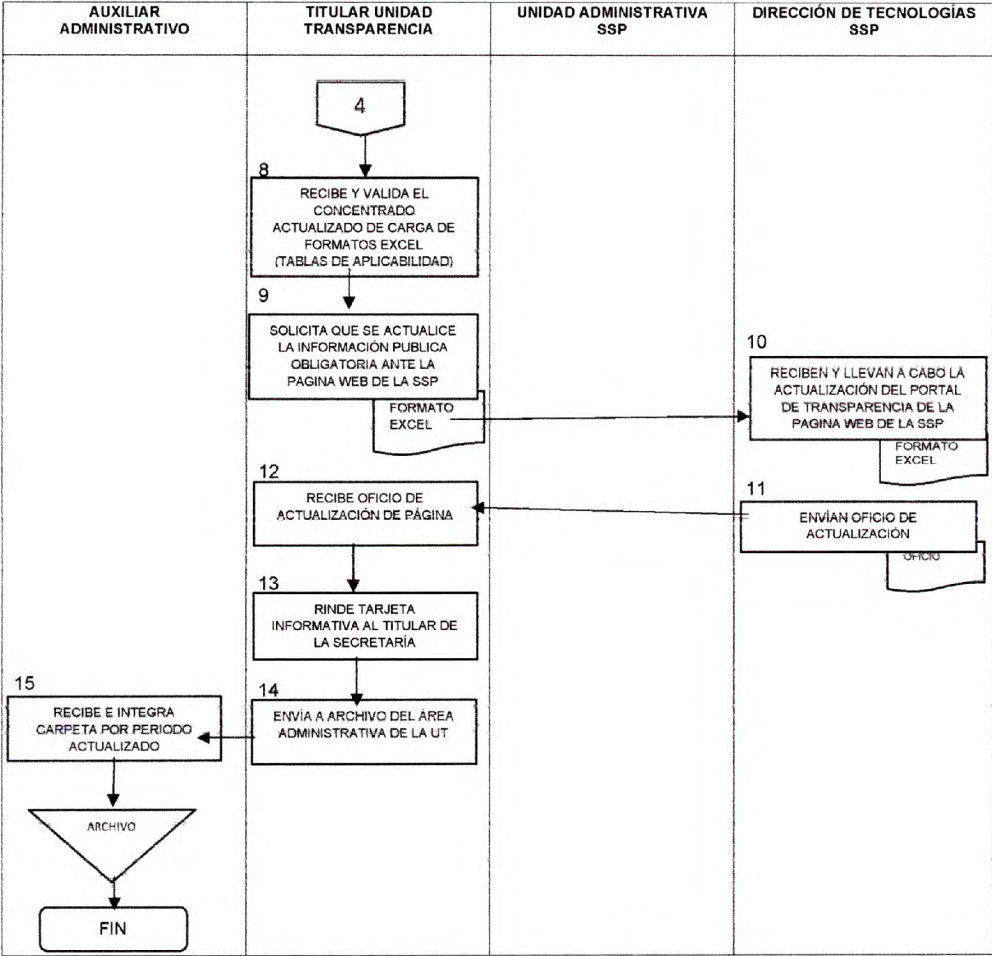 AUXILIAR
ADMINISTRATIVO
TITULAR UNIDAD
TRANSPARENCIA
UNIDAD ADMINISTRATIVA
SSP
DIRECCIÓN DE TECNOLOGÍAS
SSP
4
8
RECIBE Y VALIDA EL
CONCENTRADO
ACTUALIZADO DE CARGA DE
FORMATOS EXCEL
(TABLAS DE APLICABILIDAD)
9
SOLICITA QUE SE ACTUALICE
LA INFORMACIÓN PUBLICA
OBLIGATORIA ANTE LA
PAGINA WEB DE LA SSP
FORMATO
EXCEL
10
RECIBEN Y LLEVAN A CABO LA
ACTUALIZACIÓN DEL PORTAL
DE TRANSPARENCIA DE LA
PAGINA WEB DE LA SSP
FORMATO
EXCEL
11
ENVÍAN OFICIO DE
ACTUALIZACIÓN
OFICIO
12
RECIBE OFICIO DE
ACTUALIZACIÓN DE PÁGINA
13
RINDE TARJETA
INFORMATIVA AL TITULAR DE
LA SECRETARÍA
14
ENVÍA A ARCHIVO DEL ÁREA
ADMINISTRATIVA DE LA UT
15
RECIBE E INTEGRA
CARPETA POR PERIODO
ACTUALIZADO
ARCHIVO
FIN